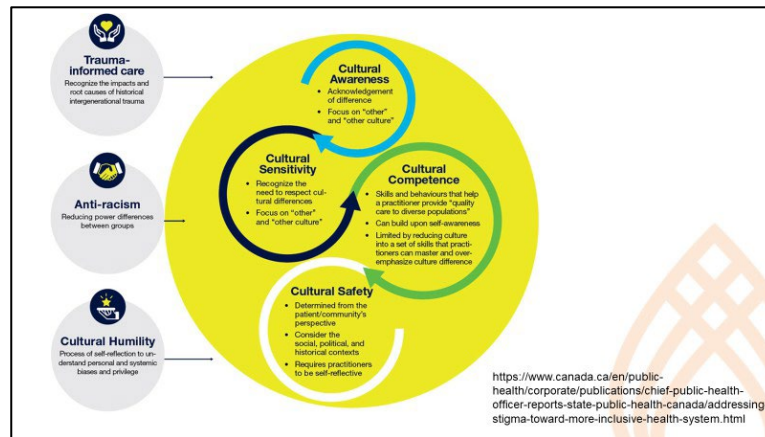 Trauma-
informed care
Recognize the impacts and
root causes of historical
intergenerational trauma
Anti-racism
Reducing power differences
between groups
Cultural Humility
Process of self-reflection to un-
derstand personal and systemic
biases and privilege
Cultural
Awareness
• Acknowledgement
of difference
• Focus on “other”
and “other culture”
Cultural
Sensitivity
• Recognize the
need to respect cul-
tural differences
• Focus on “other”
and “other culture”
Cultural
Competence
• Skills and behaviours that help
a practitioner provide “quality
care to diverse populations”
• Can build upon self-awareness
• Limited by reducing culture
into a set of skills that practi-
tioners can master and over-
emphasize culture difference
Cultural Safety
• Determined from the
patient/community’s
perspective
• Consider the
social, political, and
historical contexts
• Requires practitioners
to be self-reflective
https://www.canada.ca/en/public-
health/corporate/publications/chief-public-health-
officer-reports-state-public-health-canada/addressing-
stigma-toward-more-inclusive-health-system.html